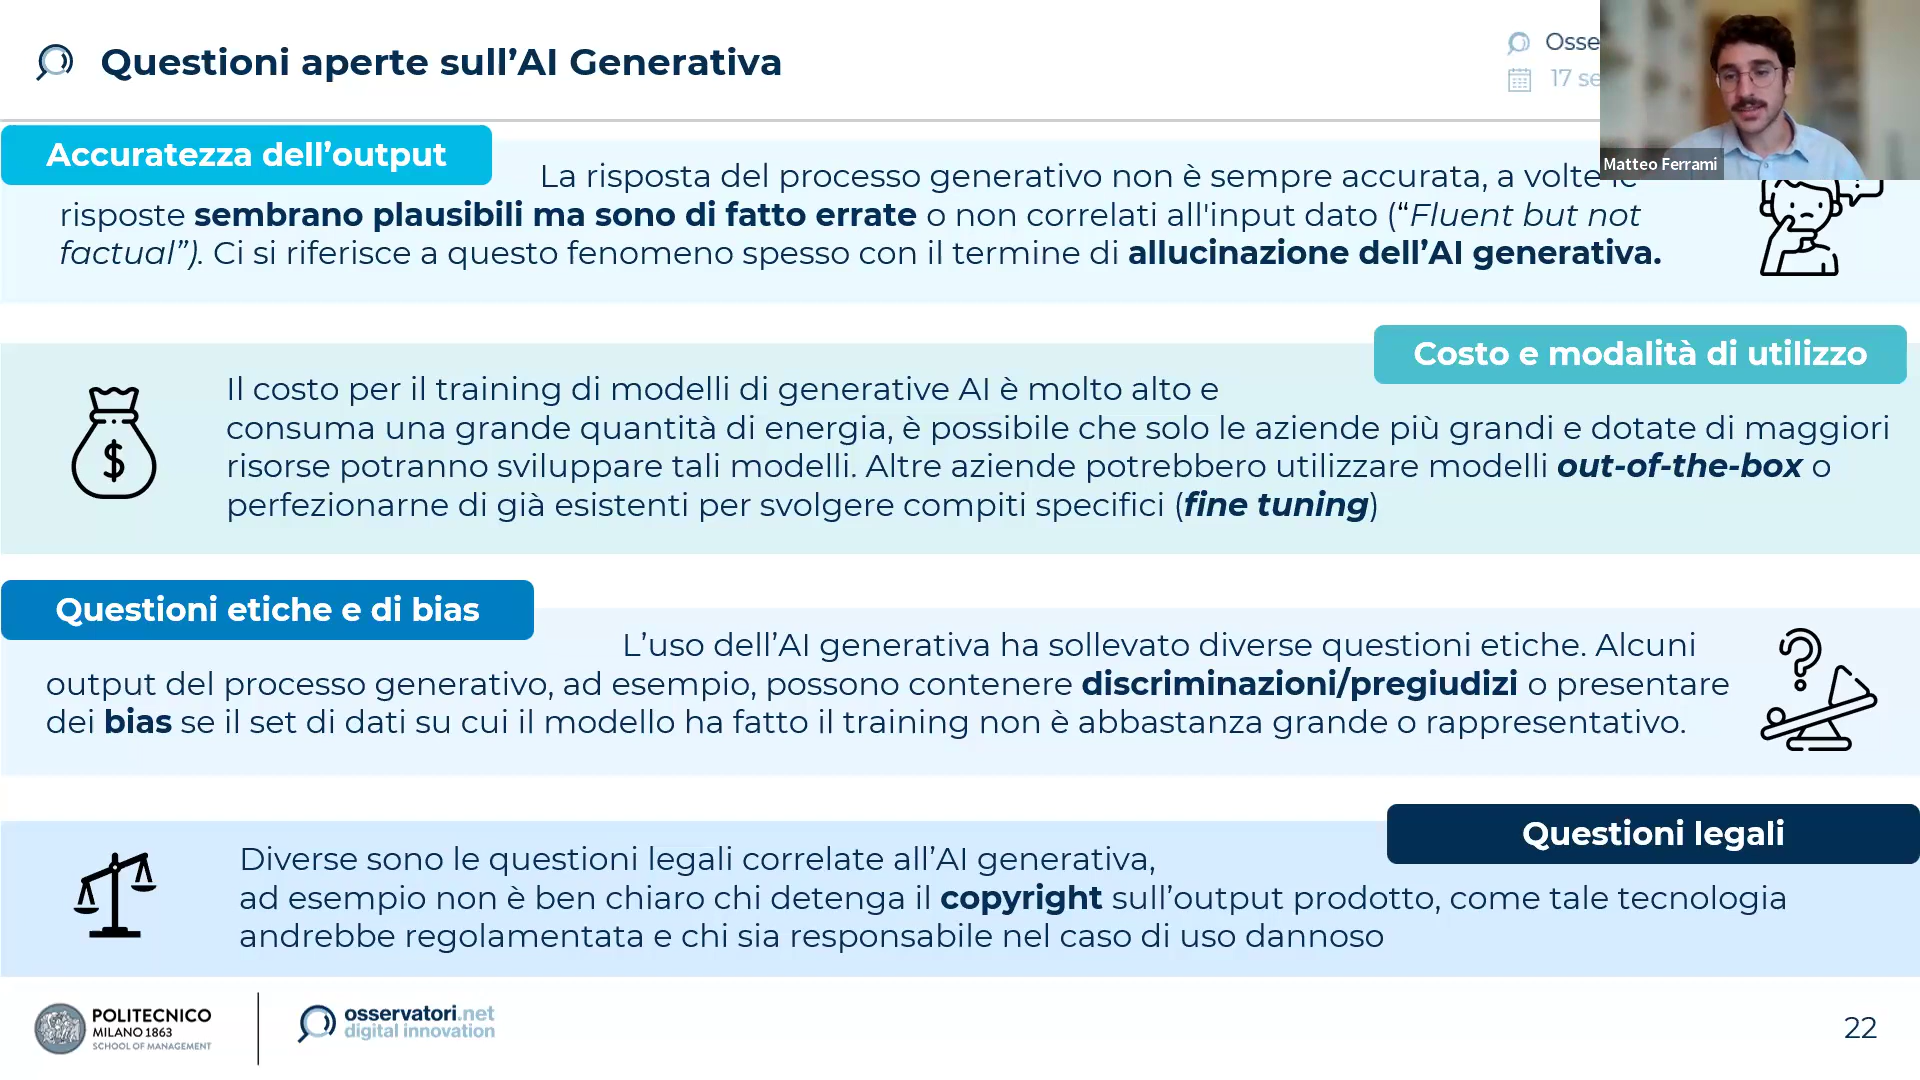 Questioni aperte sull’AI Generativa
Osse
17 se
Matteo Ferrami
Accuratezza dell’output
La risposta del processo generativo non è sempre accurata, a volte le
risposte sembrano plausibili ma sono di fatto errate o non correlati all'input dato (“Fluent but not
factual”). Ci si riferisce a questo fenomeno spesso con il termine di allucinazione dell’AI generativa.
Costo e modalità di utilizzo
Il costo per il training di modelli di generative AI è molto alto e
consuma una grande quantità di energia, è possibile che solo le aziende più grandi e dotate di maggiori
risorse potranno sviluppare tali modelli. Altre aziende potrebbero utilizzare modelli out-of-the-box o
perfezionarne di già esistenti per svolgere compiti specifici (fine tuning)
Questioni etiche e di bias
L’uso dell’AI generativa ha sollevato diverse questioni etiche. Alcuni
output del processo generativo, ad esempio, possono contenere discriminazioni/pregiudizi o presentare
dei bias se il set di dati su cui il modello ha fatto il training non è abbastanza grande o rappresentativo.
Questioni legali
Diverse sono le questioni legali correlate all’AI generativa,
ad esempio non è ben chiaro chi detenga il copyright sull’output prodotto, come tale tecnologia
andrebbe regolamentata e chi sia responsabile nel caso di uso dannoso
POLITECNICO
MILANO 1863
SCHOOL OF MANAGEMENT
osservatori.net
digital innovation
22